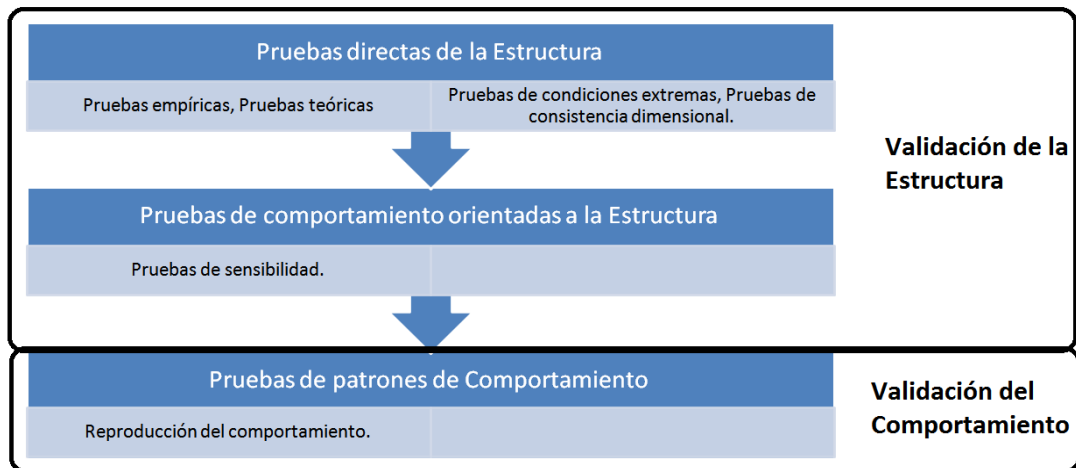 Pruebas directas de la Estructura
Pruebas empíricas, Pruebas teóricas
Pruebas de condiciones extremas, Pruebas de
consistencia dimensional.
Validación de la
Estructura
Pruebas de comportamiento orientadas a la Estructura
Pruebas de sensibilidad.
Pruebas de patrones de Comportamiento
Reproducción del comportamiento.
Validación del
Comportamiento